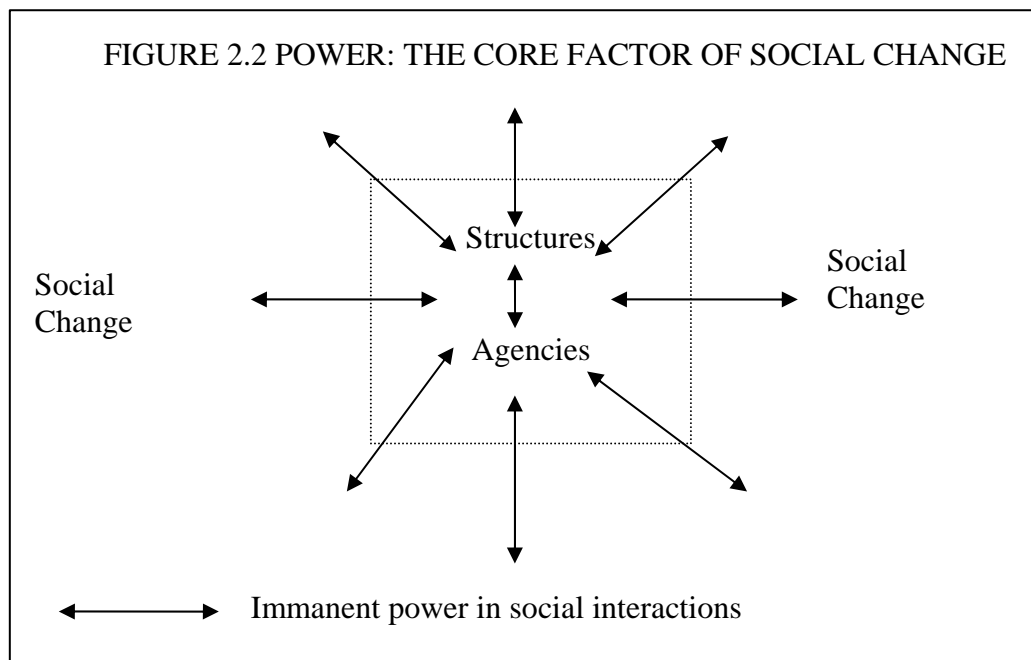 FIGURE 2.2 POWER: THE CORE FACTOR OF SOCIAL CHANGE
Structures
Social
Change
Social
Change
Agencies
Immanent power in social interactions